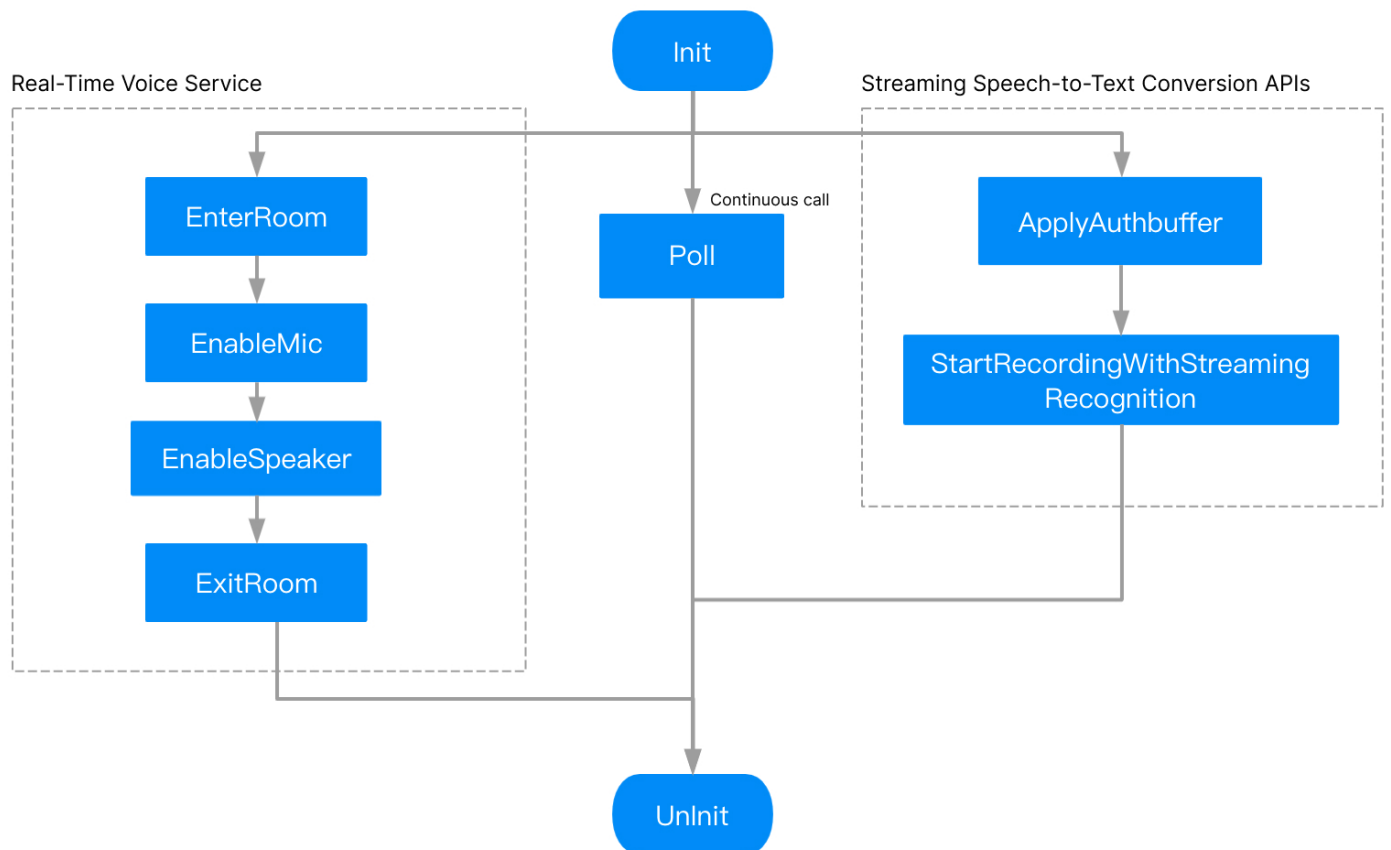 Init
Real-Time Voice Service
Streaming Speech-to-Text Conversion APIs
EnterRoom
EnableMic
EnableSpeaker
ExitRoom
Continuous call
Poll
ApplyAuthbuffer
StartRecordingWithStreaming
Recognition
UnInit